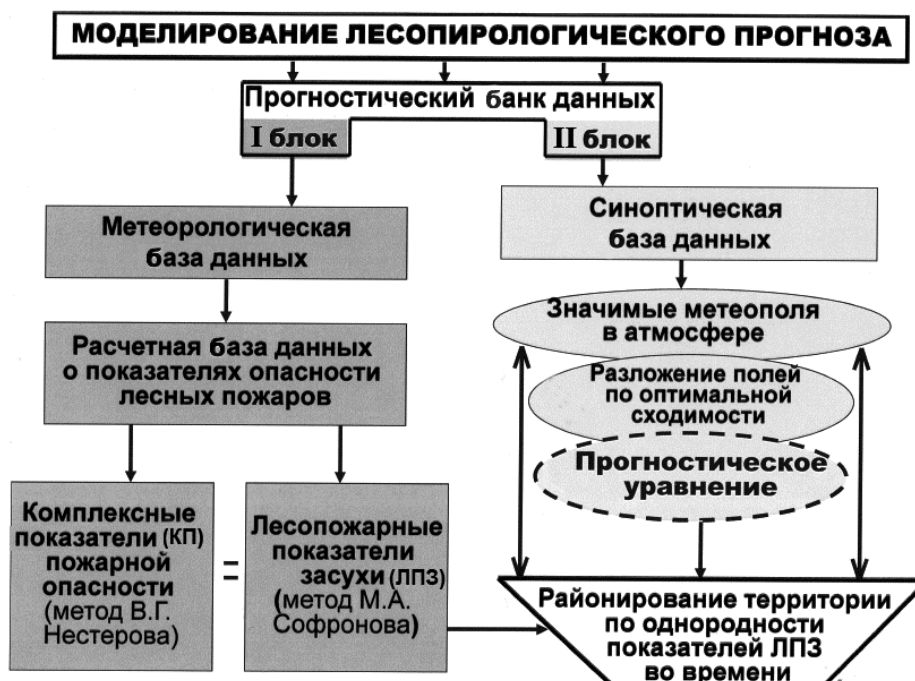 МОДЕЛИРОВАНИЕ ЛЕСОПИРОЛОГИЧЕСКОГО ПРОГНОЗА
Прогностический банк данных
I блок
II блок
Метеорологическая
база данных
Расчетная база данных
о показателях опасности
лесных пожаров
Комплексные
показатели (КП)
пожарной
опасности
(метод В.Г.
Нестерова)
=
Лесопожарные
показатели
засухи (ЛПЗ)
(метод М.А.
Софронова)
Синоптическая
база данных
Значимые метеополя
в атмосфере
Разложение полей
по оптимальной
сходимости
Прогностическое
уравнение
Районирование территории
по однородности
показателей ЛПЗ
во времени